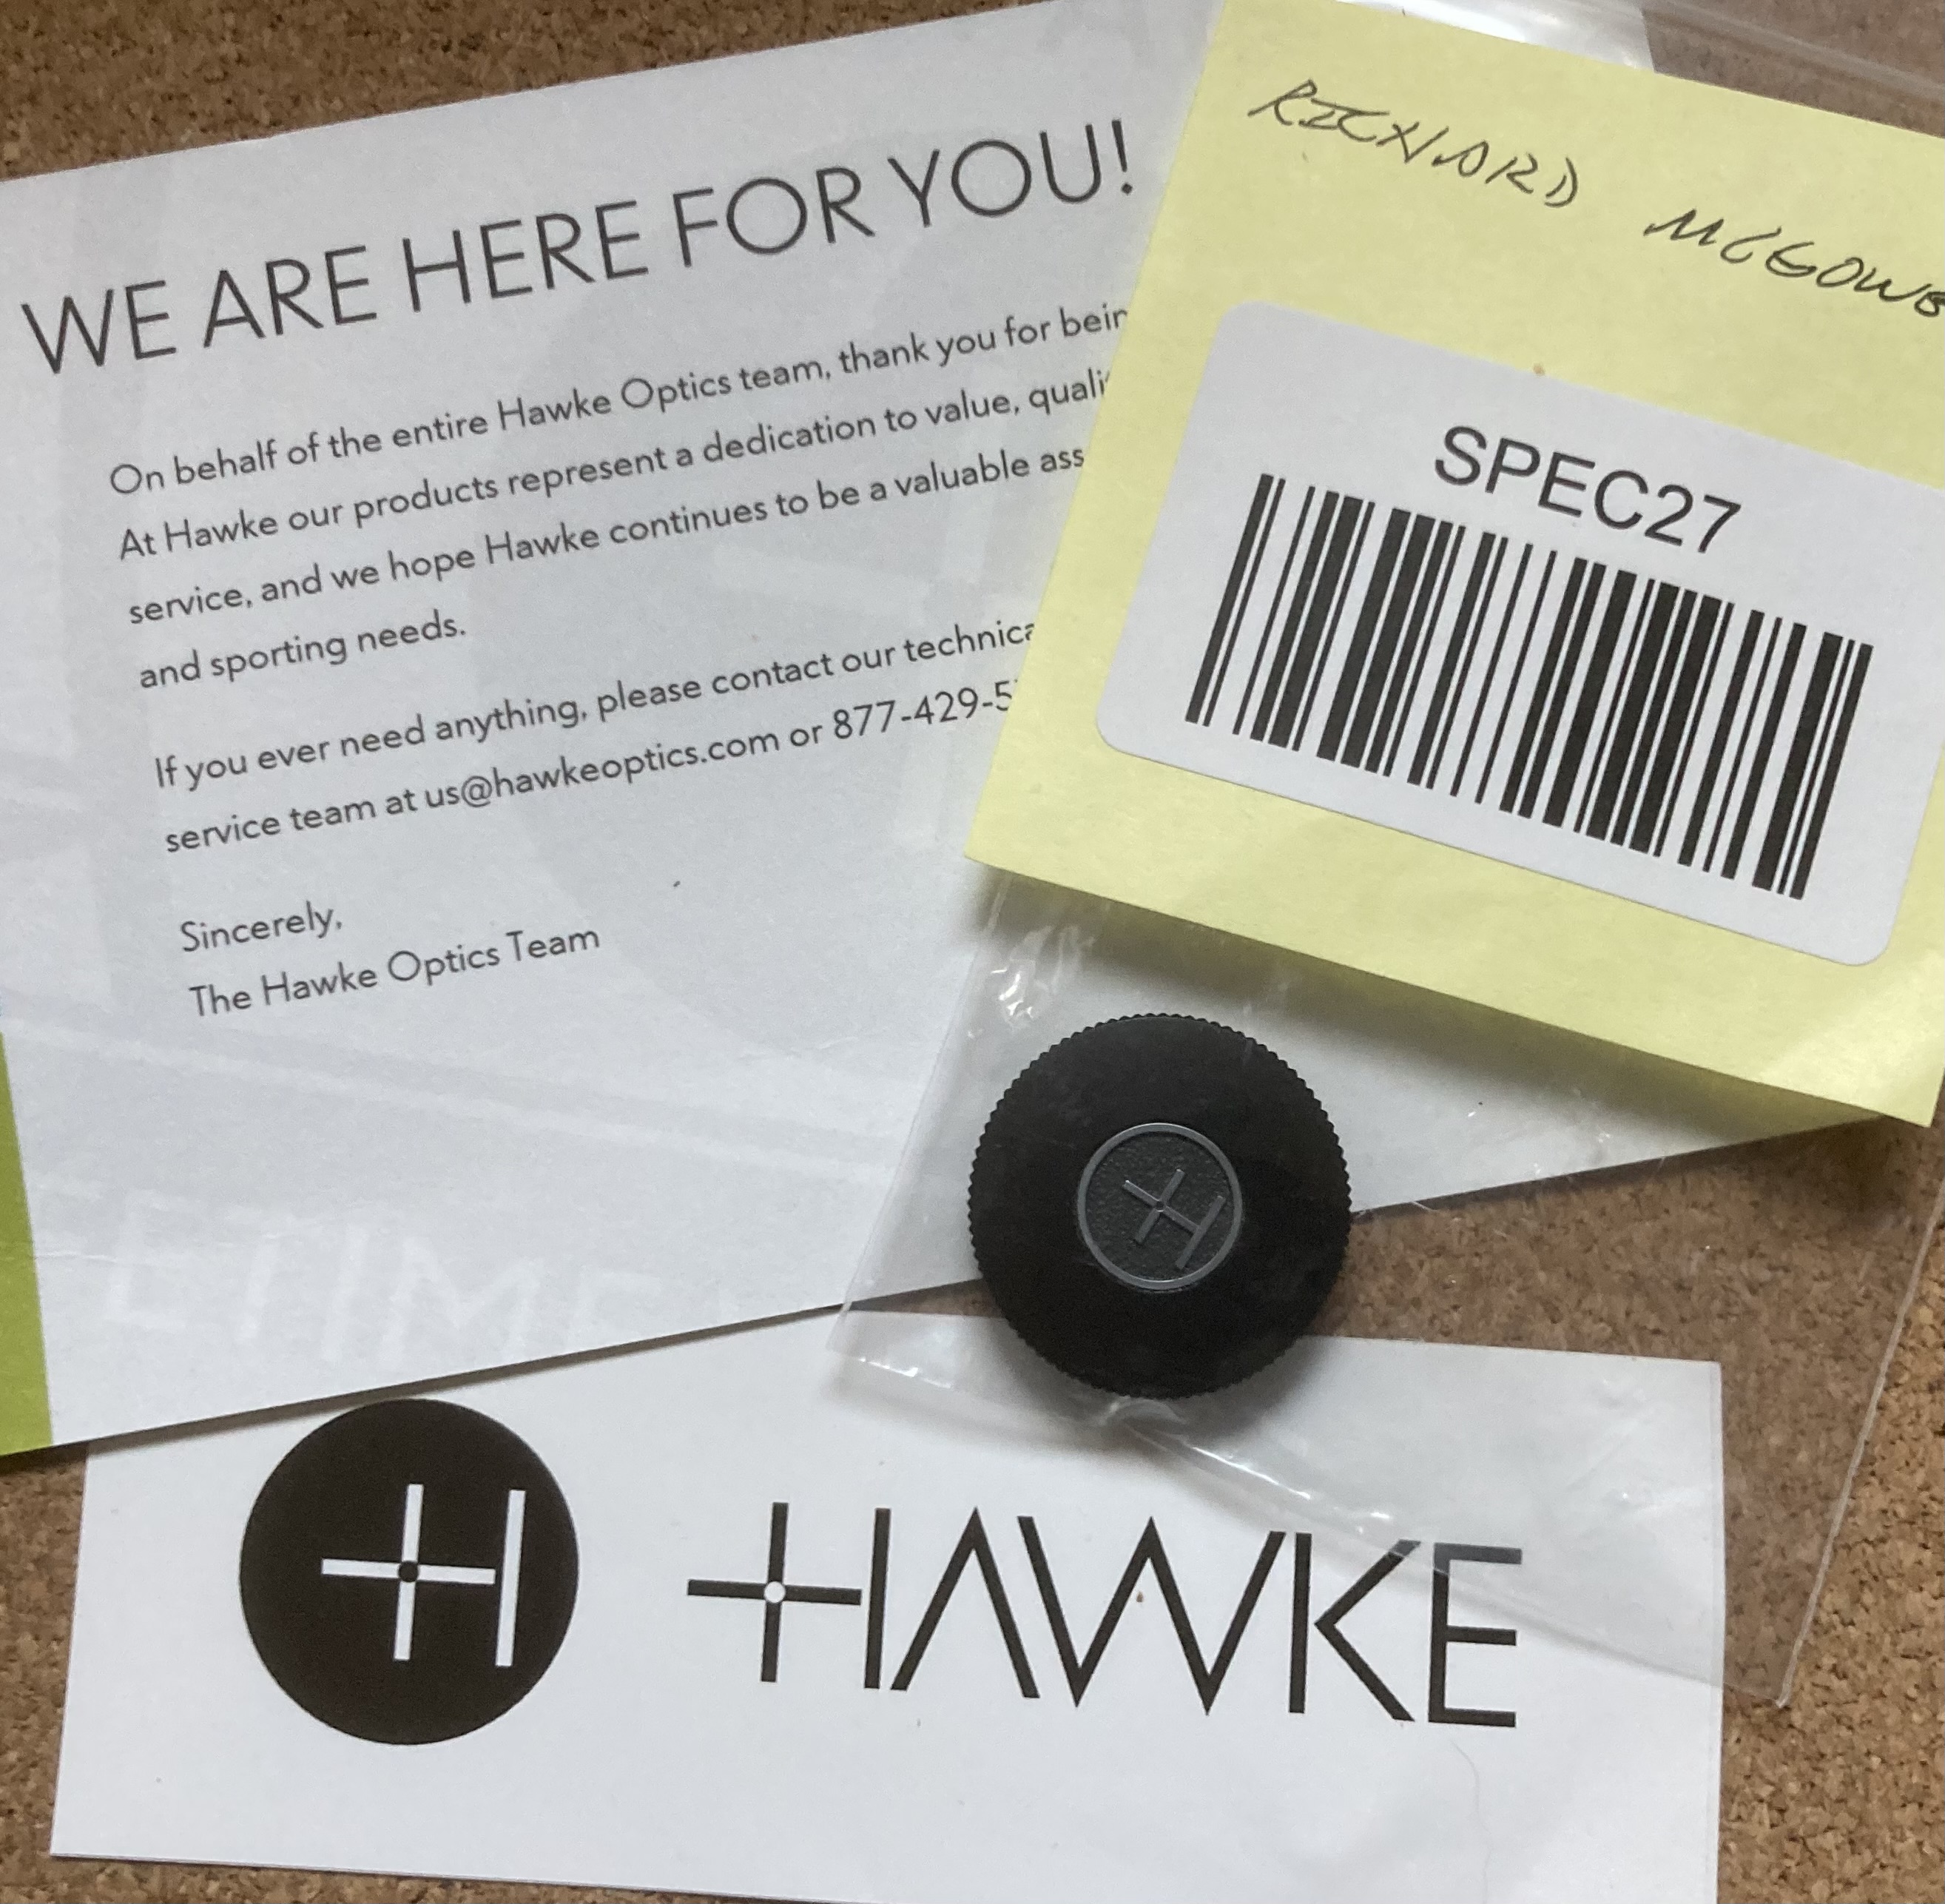 WE ARE HERE FOR YOU!
On behalf of the entire Hawke Optics team, thank you for bein
At Hawke our products represent a dedication to value, quali
service, and we hope Hawke continues to be a valuable ass
and sporting needs.
If you ever need anything, please contact our technica
service team at us@hawkeoptics.com or 877-429-5
Sincerely,
The Hawke Optics Team
RICHARD
SPEC27
H
H HAWKE